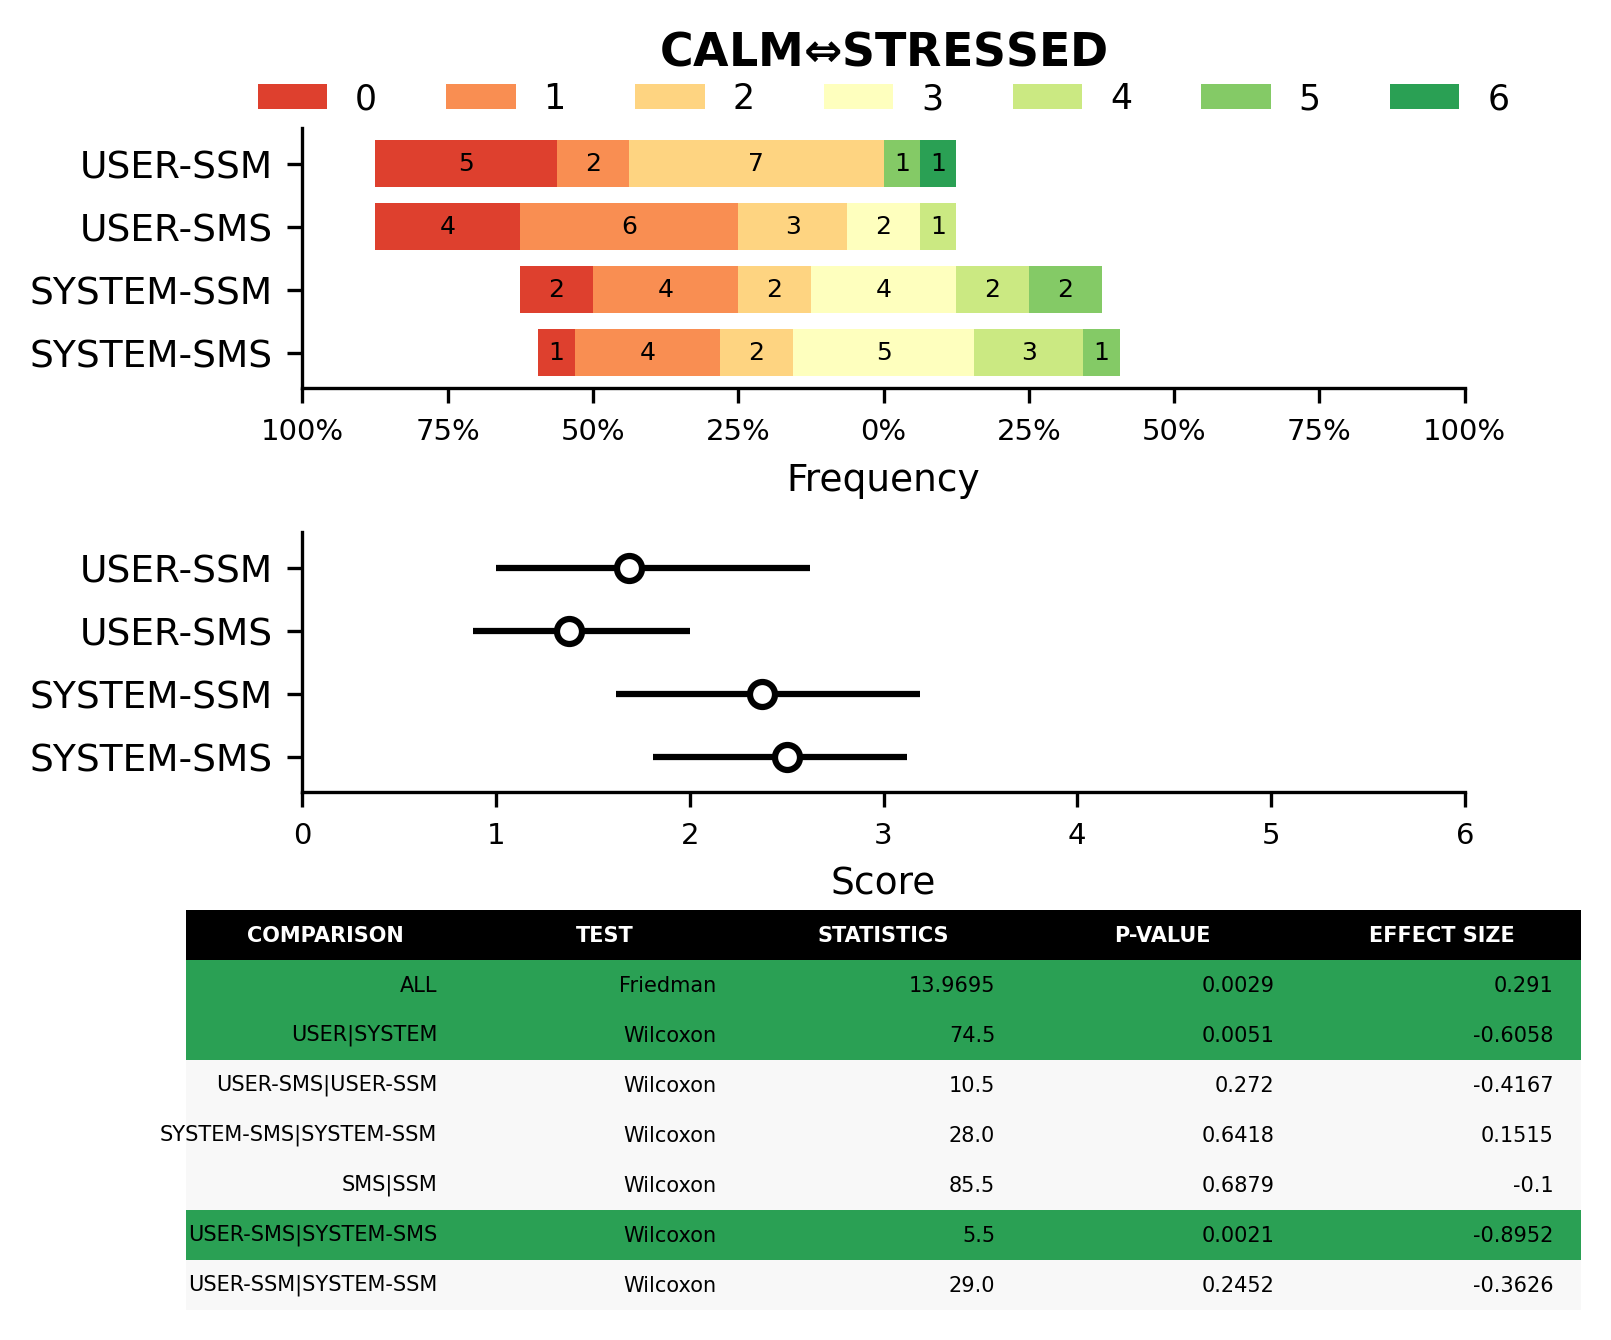 CALM⇔STRESSED
0 1 2 3 4 5 6
USER-SSM 5 2 7 1 1
USER-SMS 4 6 3 2 1
SYSTEM-SSM 2 4 2 4 2 2
SYSTEM-SMS 1 4 2 5 3 1
100% 75% 50% 25% 0% 25% 50% 75% 100%
Frequency
USER-SSM
USER-SMS
SYSTEM-SSM
SYSTEM-SMS
0 1 2 3 4 5 6
Score
COMPARISON TEST STATISTICS P-VALUE EFFECT SIZE
ALL Friedman 13.9695 0.0029 0.291
USER|SYSTEM Wilcoxon 74.5 0.0051 -0.6058
USER-SMS|USER-SSM Wilcoxon 10.5 0.272 -0.4167
SYSTEM-SMS|SYSTEM-SSM Wilcoxon 28.0 0.6418 0.1515
SMS|SSM Wilcoxon 85.5 0.6879 -0.1
USER-SMS|SYSTEM-SMS Wilcoxon 5.5 0.0021 -0.8952
USER-SSM|SYSTEM-SSM Wilcoxon 29.0 0.2452 -0.3626